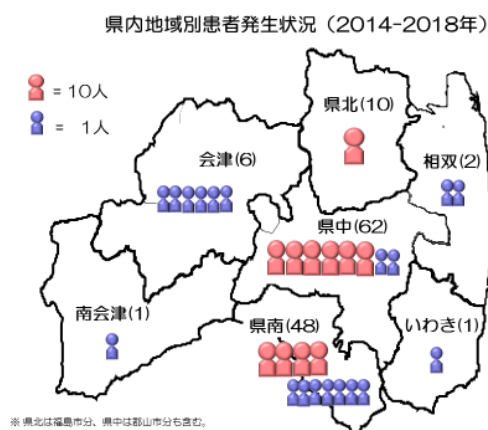 県内地域別患者発生状況（2014-2018年）
= 10人
= 1人
県北(10)
会津(6)
相双(2)
県中(62)
南会津(1)
県南(48)
いわき(1)
※ 県北は福島市分、県中は郡山市分も含む。